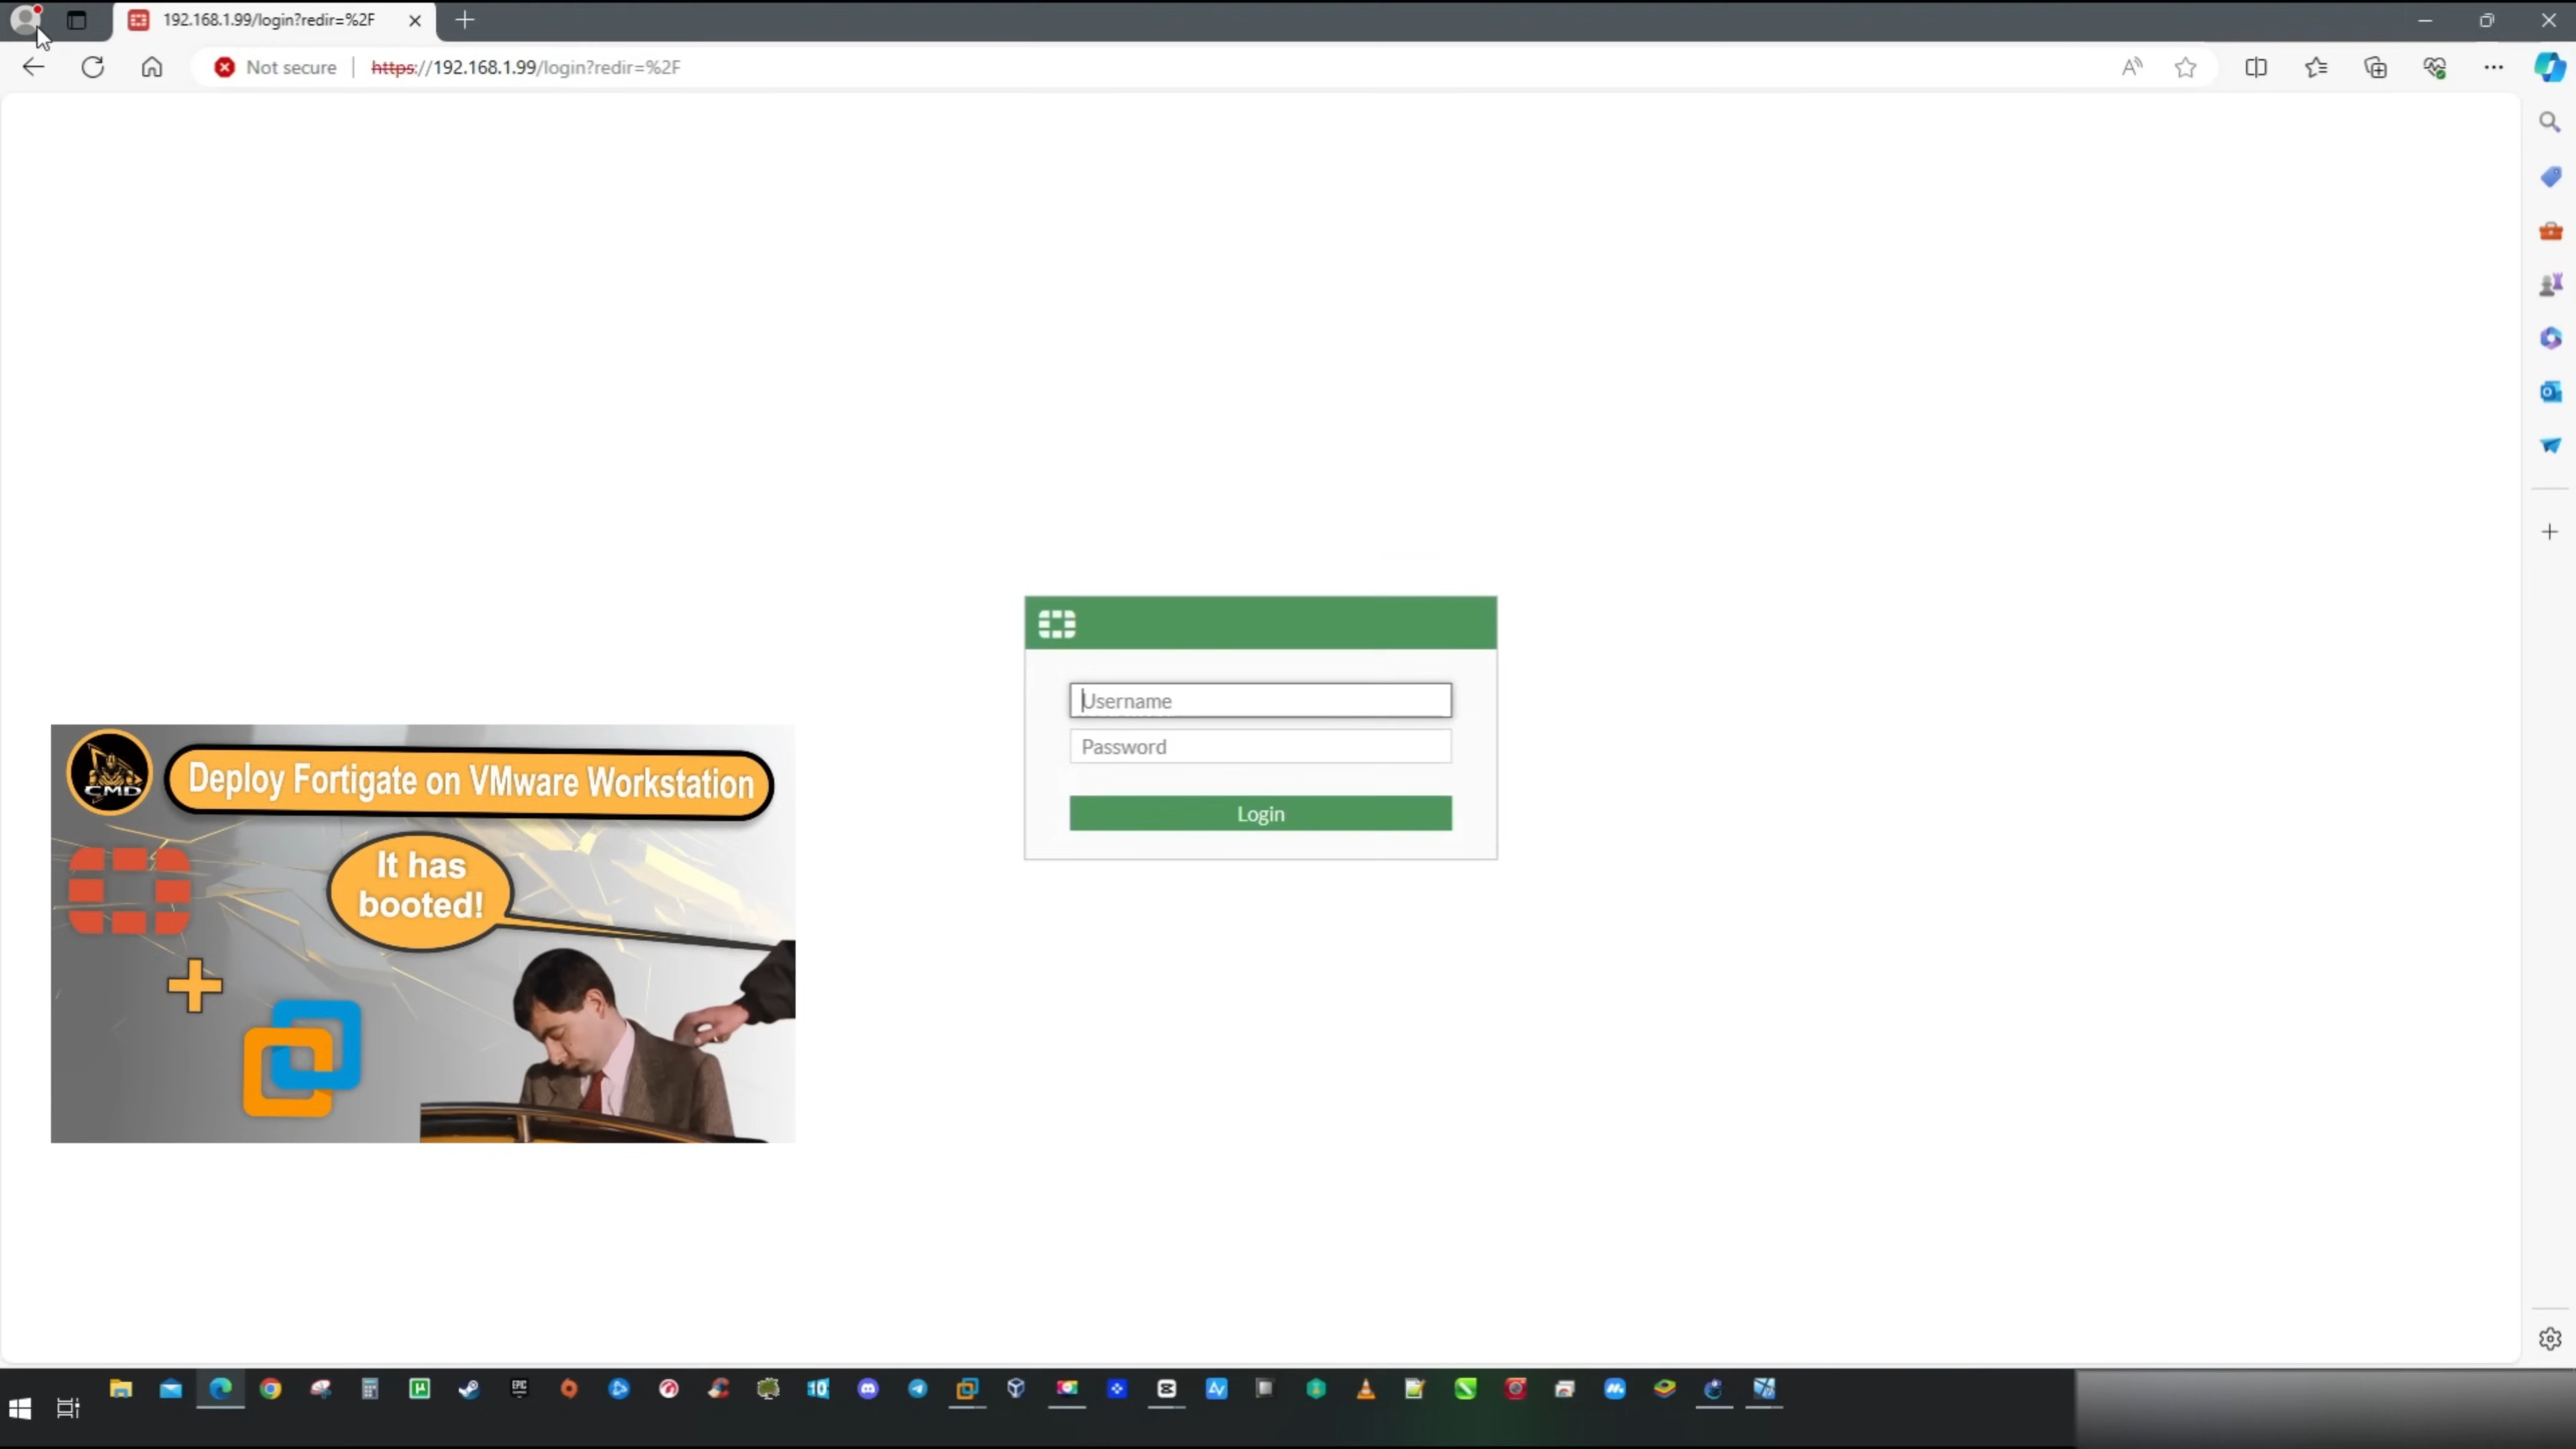 192.168.1.99/login?redir=%2F
Not secure
https://192.168.1.99/login?redir=%2F
Username
Password
Login
CMD
Deploy Fortigate on VMware Workstation
It has
booted!
EPIC